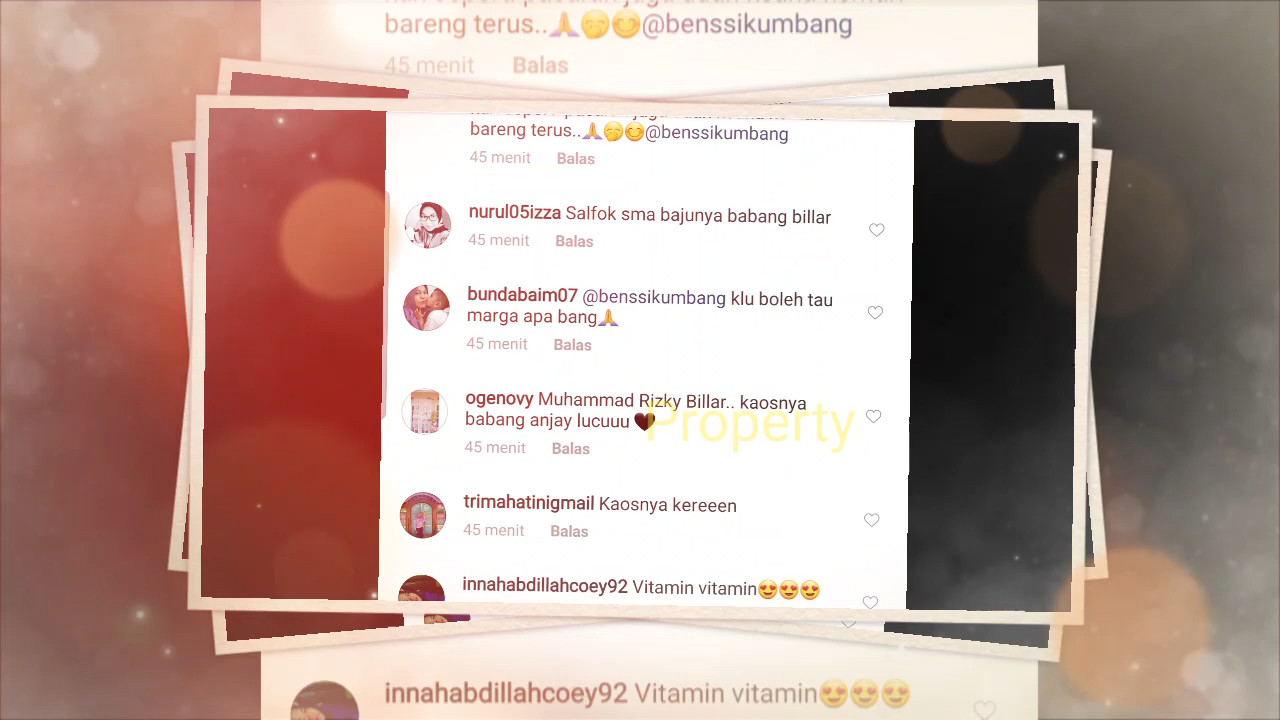 bareng terus..🙏🤭😊@benssikumbang
45 menit Balas
bareng terus..🙏🤭😊@benssikumbang
45 menit Balas
nurul05izza Salfok sma bajunya babang billar
45 menit Balas
bundabaim07 @benssikumbang klu boleh tau
marga apa bang🙏
45 menit Balas
ogenovy Muhammad Rizky Billar.. kaosnya
babang anjay lucuuu 🖤
Property
45 menit Balas
trimahatinigmail Kaosnya kereeen
45 menit Balas
innahabdillahcoey92 Vitamin vitamin😍😍😍
innahabdillahcoey92 Vitamin vitamin😍😍😍